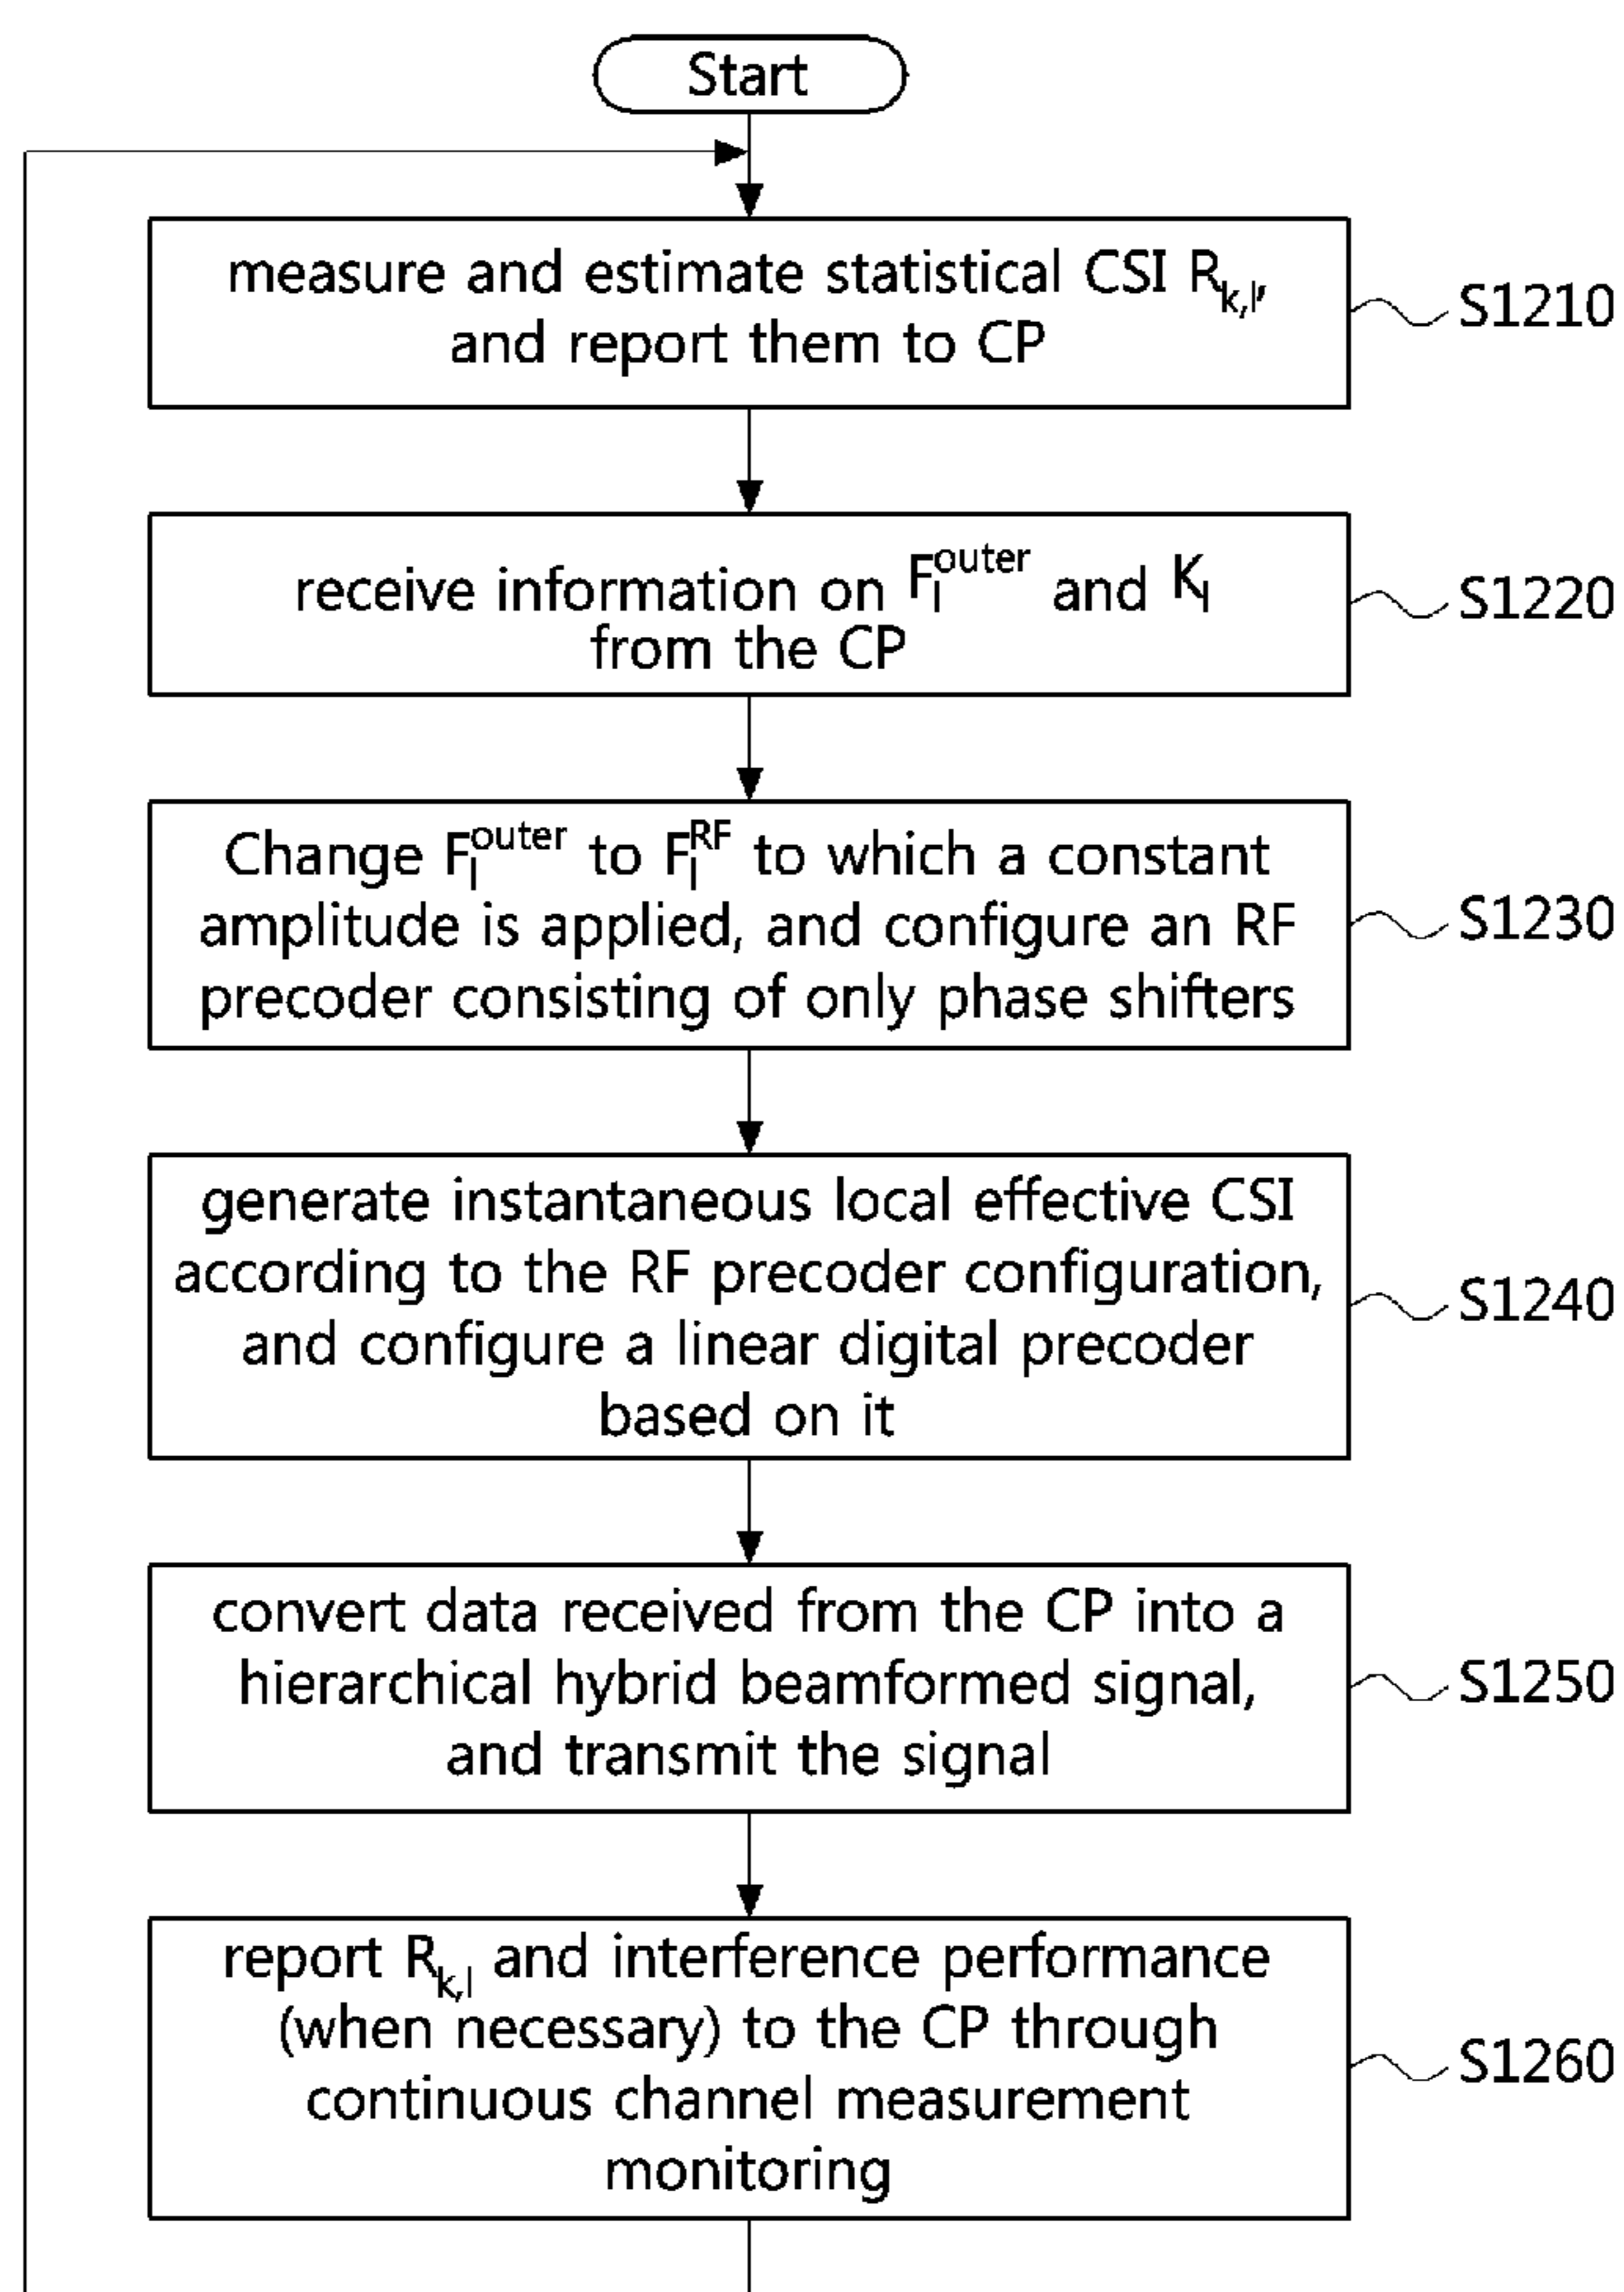 Start
measure and estimate statistical CSI R_{k,l},
and report them to CP
S1210
receive information on F_l^{outer} and K_l
from the CP
S1220
Change F_l^{outer} to F_l^{RF} to which a constant
amplitude is applied, and configure an RF
precoder consisting of only phase shifters
S1230
generate instantaneous local effective CSI
according to the RF precoder configuration,
and configure a linear digital precoder
based on it
S1240
convert data received from the CP into a
hierarchical hybrid beamformed signal,
and transmit the signal
S1250
report R_{k,l} and interference performance
(when necessary) to the CP through
continuous channel measurement
monitoring
S1260